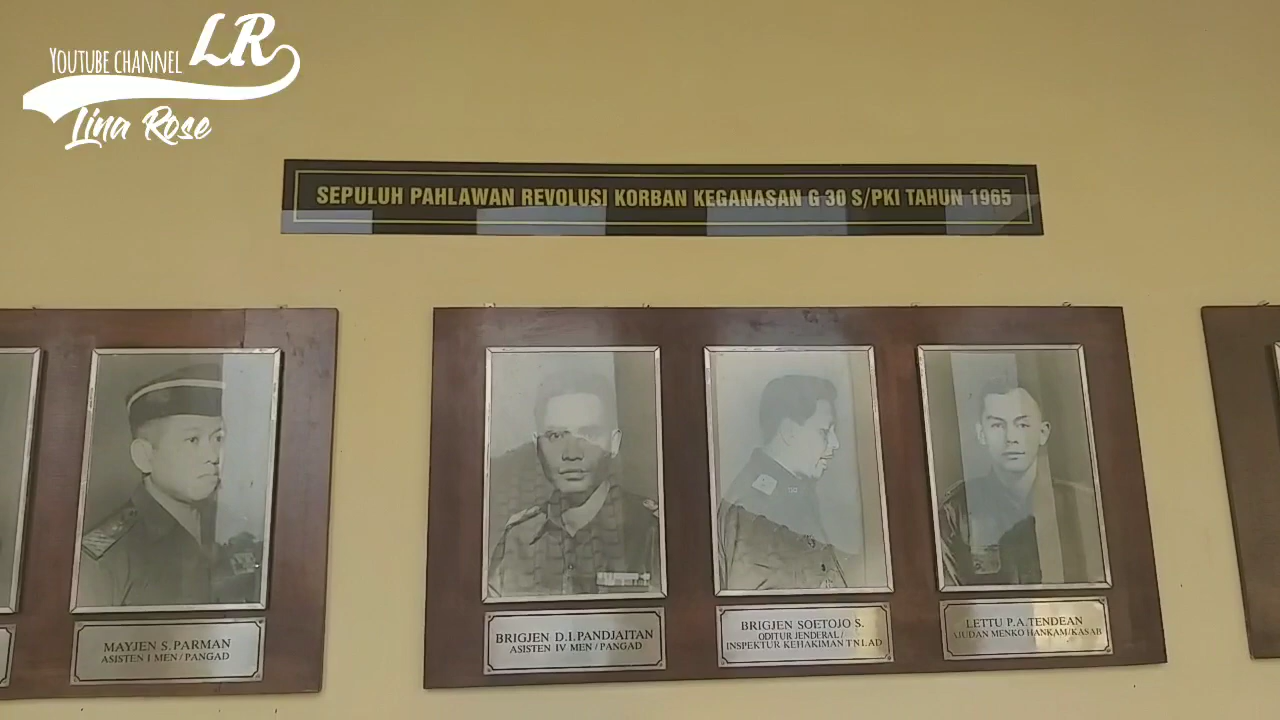 YOUTUBE CHANNEL LR
Lina Rose
SEPULUH PAHLAWAN REVOLUSI KORBAN KEGANASAN G 30 S/PKI TAHUN 1965
MAYJEN S.PARMAN
ASISTEN I MEN / PANGAD
BRIGJEN D.I.PANDJAITAN
ASISTEN IV MEN / PANGAD
BRIGJEN SOETOJO S.
ODITUR JENDERAL /
INSPEKTUR KEHAKIMAN TNI.AD
LETTU P.A.TENDEAN
AJUDAN MENKO HANKAM/KASAB